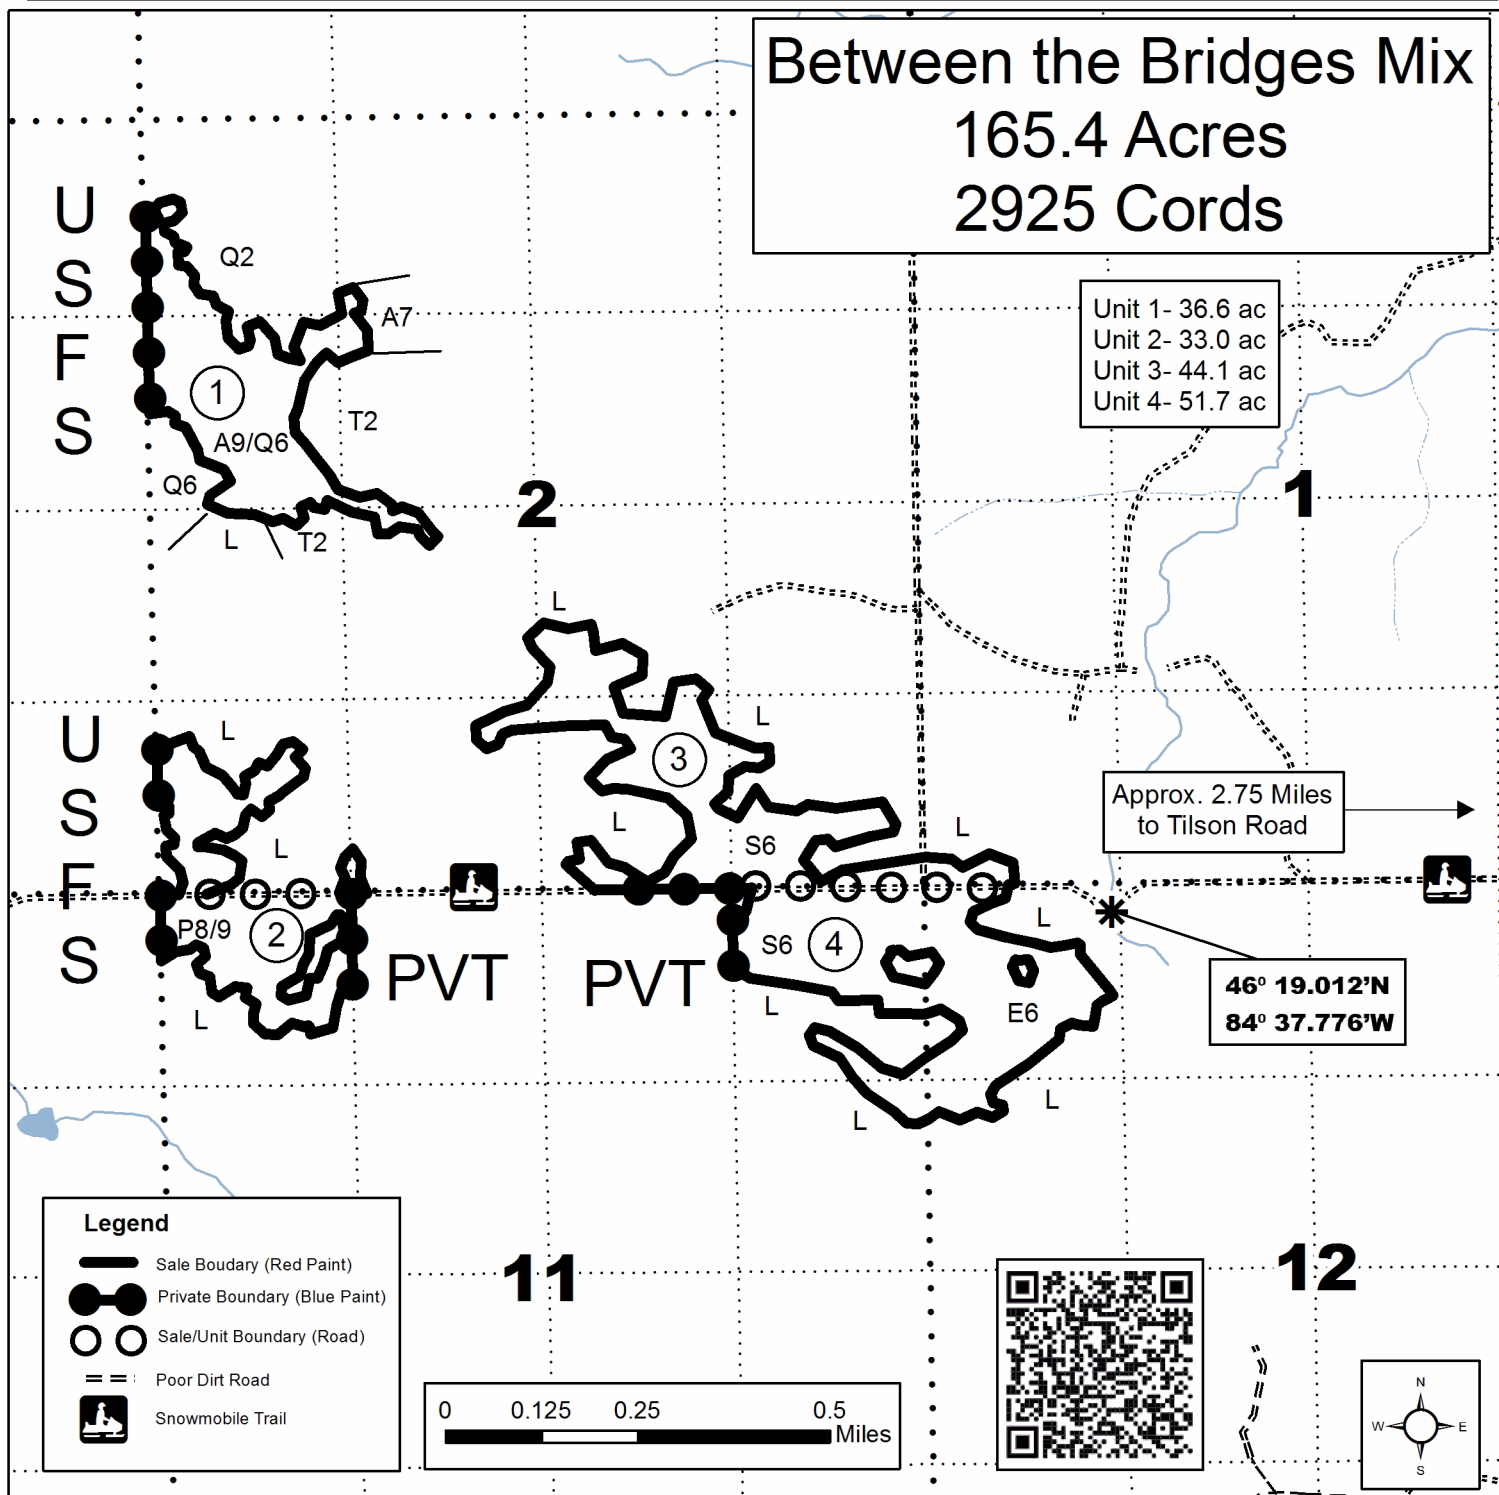 Between the Bridges Mix
165.4 Acres
2925 Cords
U
S
F
S
Q2
A7
Unit 1- 36.6 ac
Unit 2- 33.0 ac
Unit 3- 44.1 ac
Unit 4- 51.7 ac
1
A9/Q6
T2
Q6
L
T2
2
1
L
U
S
F
S
L
L
3
L
L
S6
L
Approx. 2.75 Miles
to Tilson Road
P8/9
2
L
PVT
PVT
S6
4
L
L
E6
46⁰ 19.012’N
84⁰ 37.776’W
L
L
Legend
Sale Boudary (Red Paint)
Private Boundary (Blue Paint)
Sale/Unit Boundary (Road)
Poor Dirt Road
Snowmobile Trail
11
12
0 0.125 0.25 0.5
Miles
N
W E
S